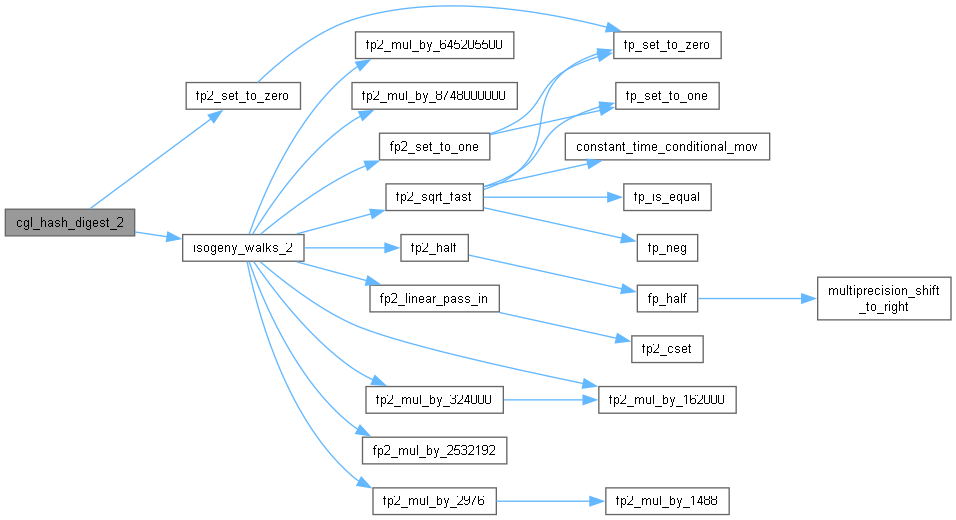 fp2_mul_by_645205500
fp_set_to_zero
fp2_set_to_zero
fp2_mul_by_8748000000
fp_set_to_one
fp2_set_to_one
constant_time_conditional_mov
fp2_sqrt_fast
fp_is_equal
cgl_hash_digest_2
isogeny_walks_2
fp2_half
fp_neg
fp2_linear_pass_in
fp_half
multiprecision_shift
_to_right
fp2_cset
fp2_mul_by_324000
fp2_mul_by_162000
fp2_mul_by_2532192
fp2_mul_by_2976
fp2_mul_by_1488